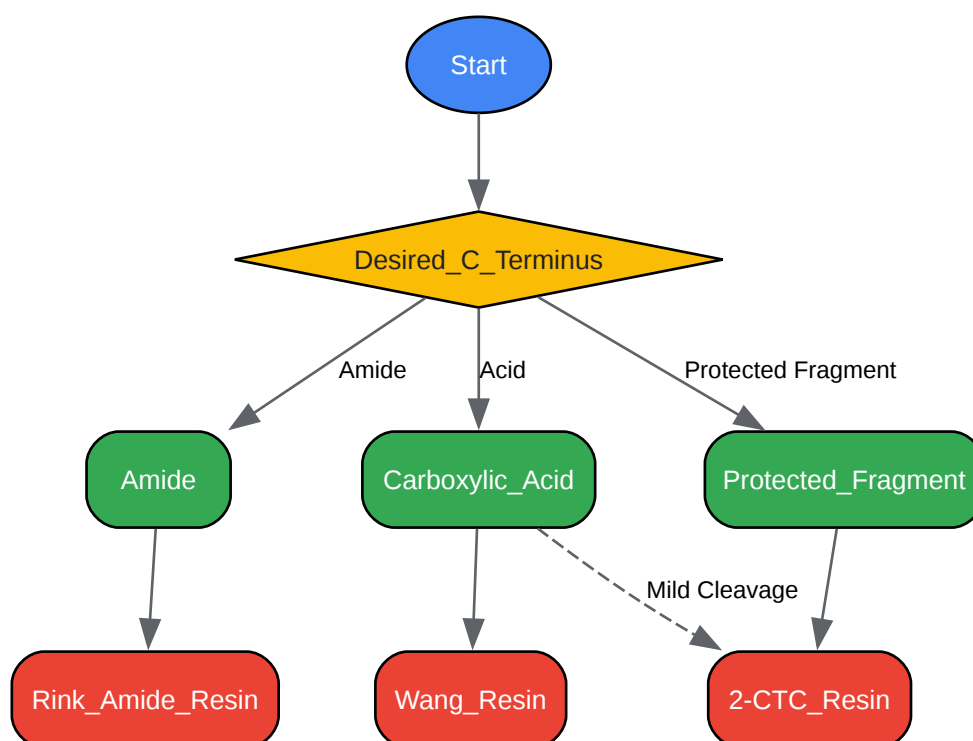 Start
Desired_C_Terminus
Amide
Acid
Protected Fragment
Amide
Carboxylic_Acid
Protected_Fragment
Mild Cleavage
Rink_Amide_Resin
Wang_Resin
2-CTC_Resin